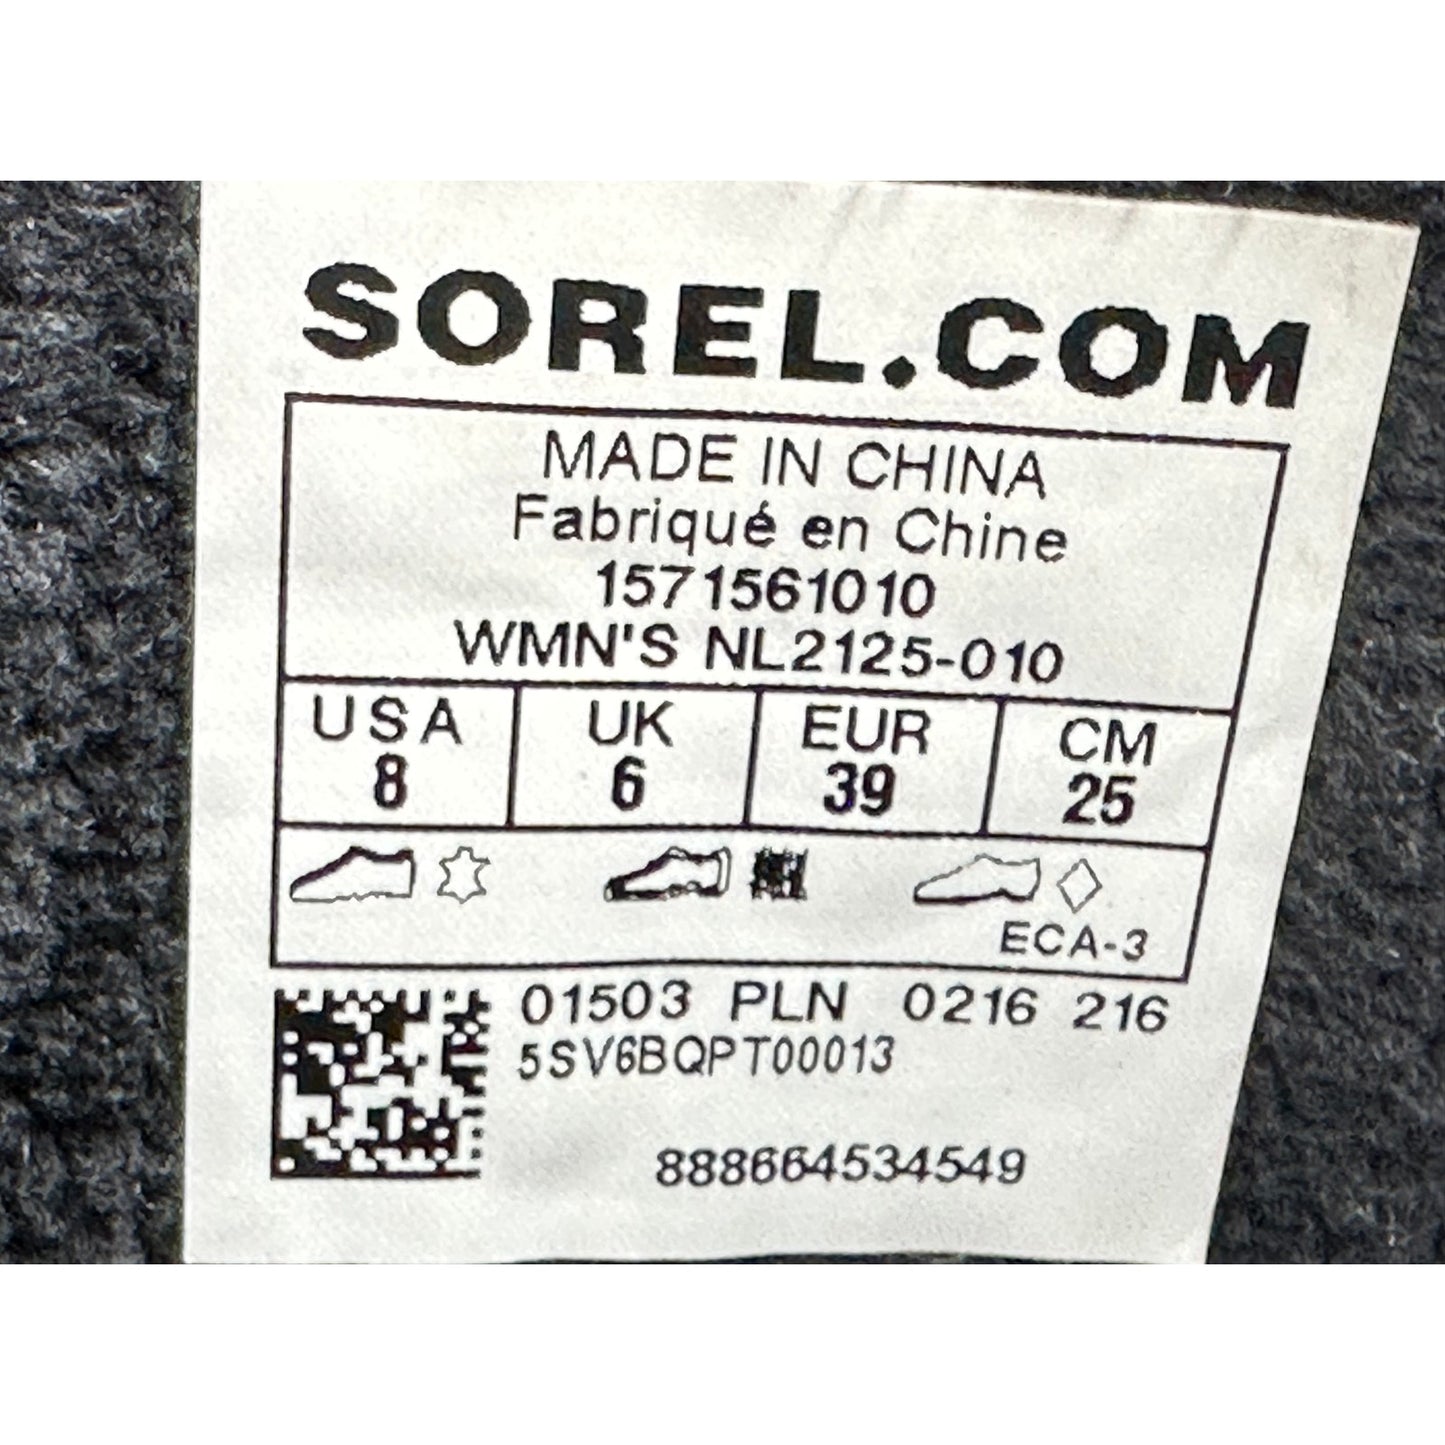 SOREL.COM
MADE IN CHINA
Fabriqué en Chine
1571561010
WMN'S NL2125-010
USA UK EUR CM
8 6 39 25
ECA-3
01503 PLN 0216 216
5SV6BQPT00013
888664534549